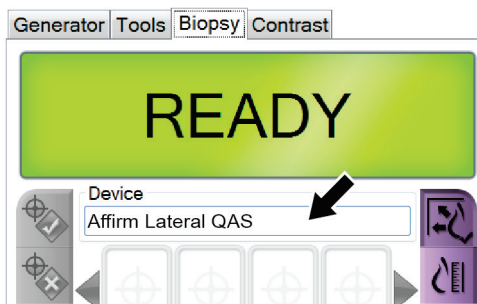 Generator Tools Biopsy Contrast
READY
Device
Affirm Lateral QAS